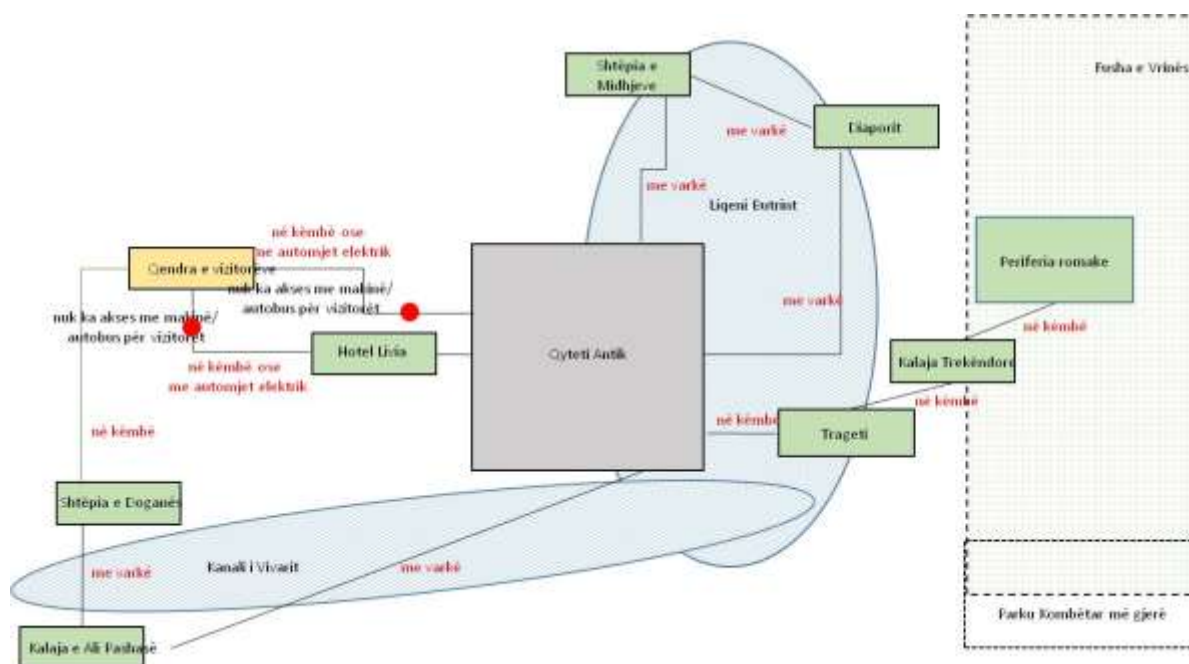 Shtëpia e
Midhjeve
Fusha e Vrinës
me varkë
Diaporit
me varkë
Liqeni Butrint
në këmbë ose
me automjet elektrik
Qendra e vizitorëve
Periferia romake
nuk ka akses me makinë/
autobus për vizitorët
me varkë
nuk ka akses me makinë/
autobus për vizitorët
në këmbë
Hotel Livia
Qyteti Antik
Kalaja Trekëndore
në këmbë ose
me automjet elektrik
në këmbë
në këmbë
Trageti
në këmbë
Shtëpia e Doganës
me varkë
Kanali i Vivarit
me varkë
Parku Kombëtar më gjerë
Kalaja e Ali Pashasë